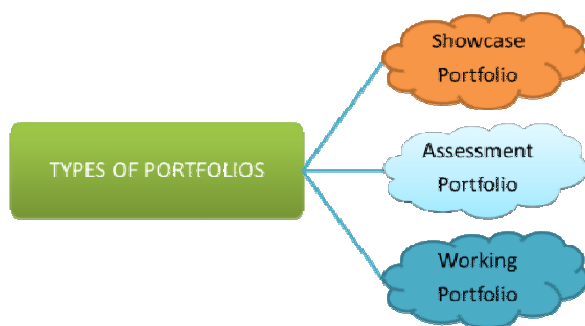 Showcase
Portfolio
TYPES OF PORTFOLIOS
Assessment
Portfolio
Working
Portfolio